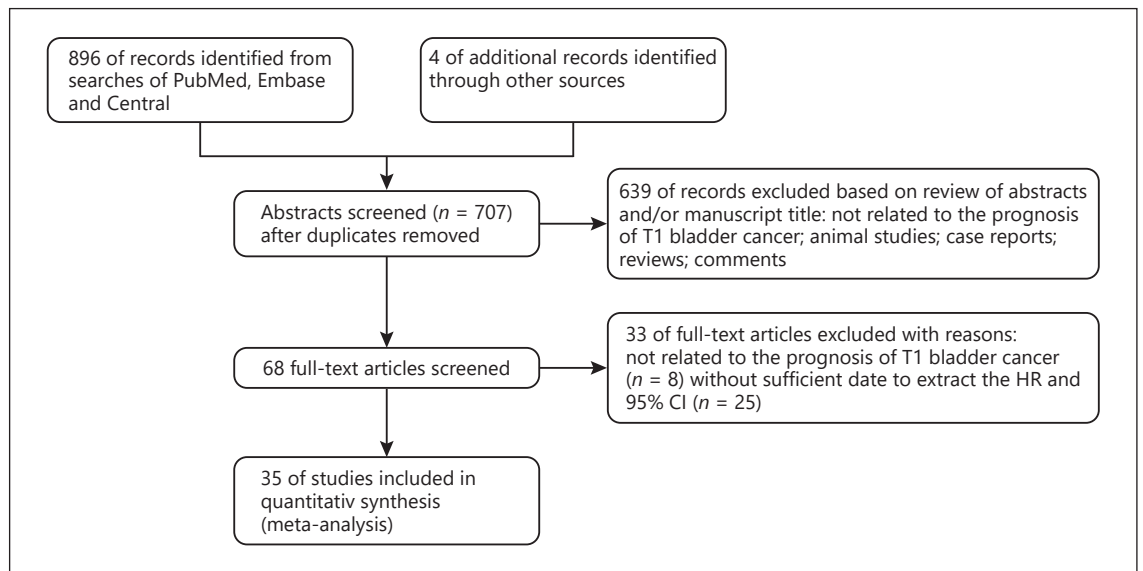 896 of records identified from
searches of PubMed, Embase
and Central
4 of additional records identified
through other sources
Abstracts screened (n = 707)
after duplicates removed
639 of records excluded based on review of abstracts
and/or manuscript title: not related to the prognosis
of T1 bladder cancer; animal studies; case reports;
reviews; comments
68 full-text articles screened
33 of full-text articles excluded with reasons:
not related to the prognosis of T1 bladder cancer
(n = 8) without sufficient date to extract the HR and
95% CI (n = 25)
35 of studies included in
quantitativ synthesis
(meta-analysis)